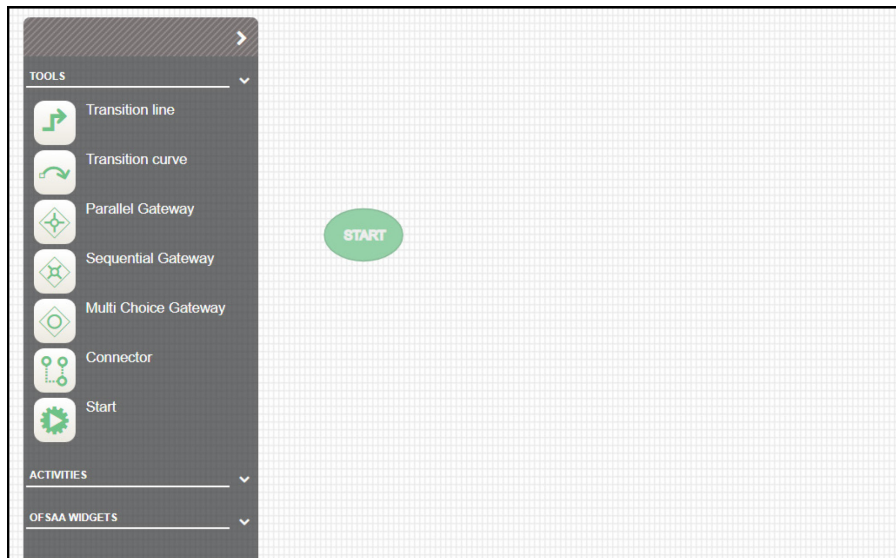 TOOLS
Transition line
Transition curve
Parallel Gateway
START
Sequential Gateway
Multi Choice Gateway
Connector
Start
ACTIVITIES
OFSAA WIDGETS